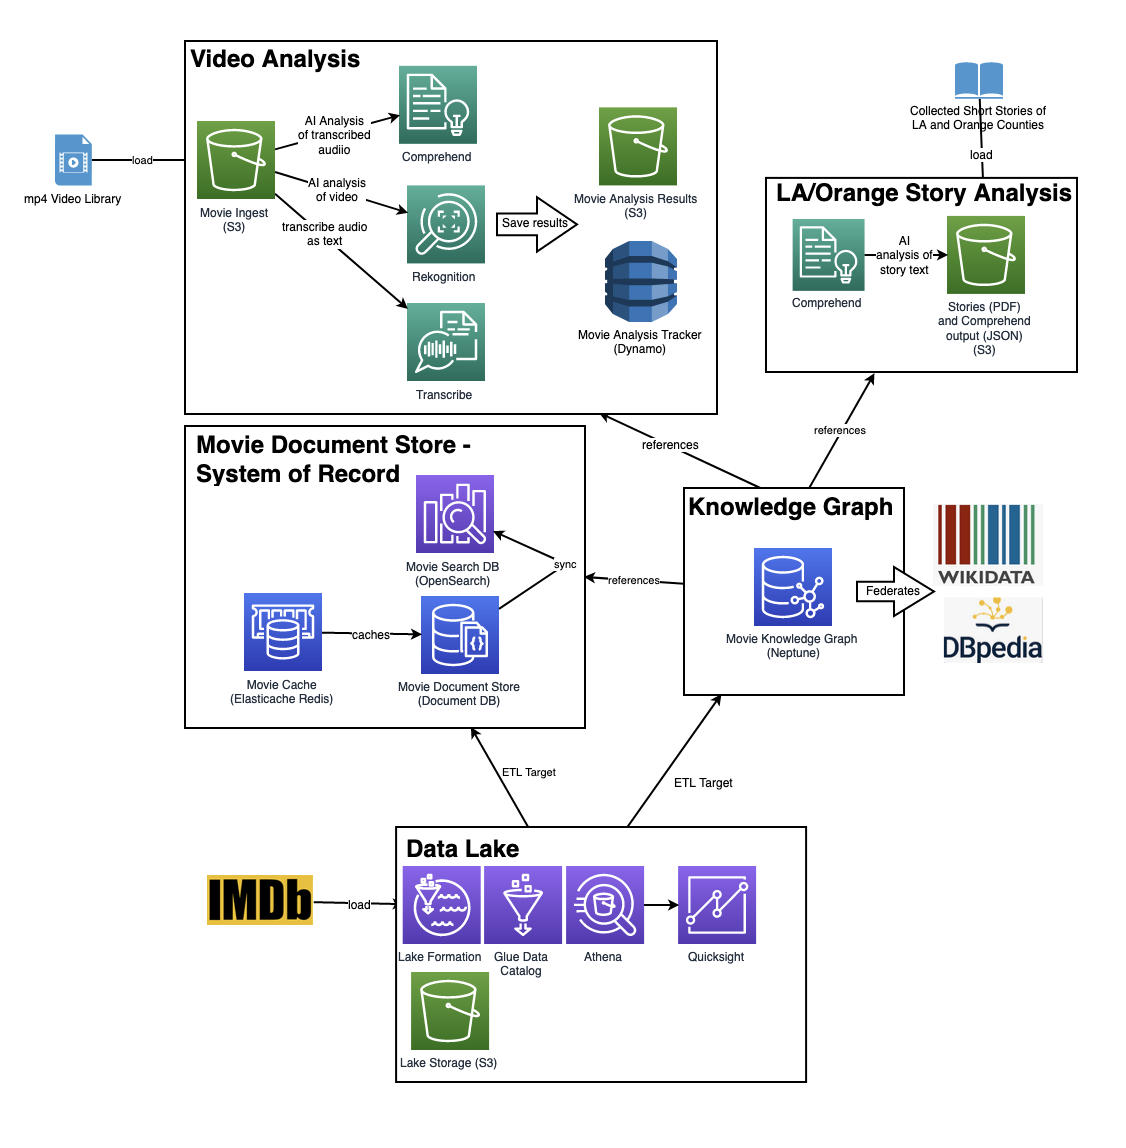 Video Analysis
mp4 Video Library
load
Movie Ingest
(S3)
AI Analysis
of transcribed
audiio
AI analysis
of video
transcribe audio
as text
Comprehend
Rekognition
Transcribe
Save results
Movie Analysis Results
(S3)
Movie Analysis Tracker
(Dynamo)
Collected Short Stories of
LA and Orange Counties
load
LA/Orange Story Analysis
Comprehend
AI
analysis of
story text
Stories (PDF)
and Comprehend
output (JSON)
(S3)
references
references
Movie Document Store -
System of Record
Movie Search DB
(OpenSearch)
sync
Movie Cache
(Elasticache Redis)
caches
Movie Document Store
(Document DB)
references
Knowledge Graph
Movie Knowledge Graph
(Neptune)
Federates
WIKIDATA
DBpedia
ETL Target
ETL Target
Data Lake
IMDb
load
Lake Formation
Glue Data
Catalog
Athena
Quicksight
Lake Storage (S3)